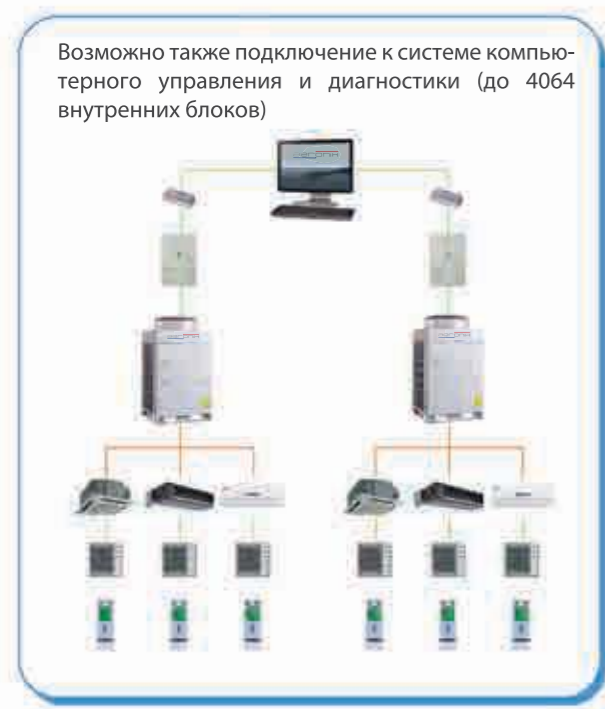 Возможно также подключение к системе компью-
терного управления и диагностики (до 4064
внутренних блоков)